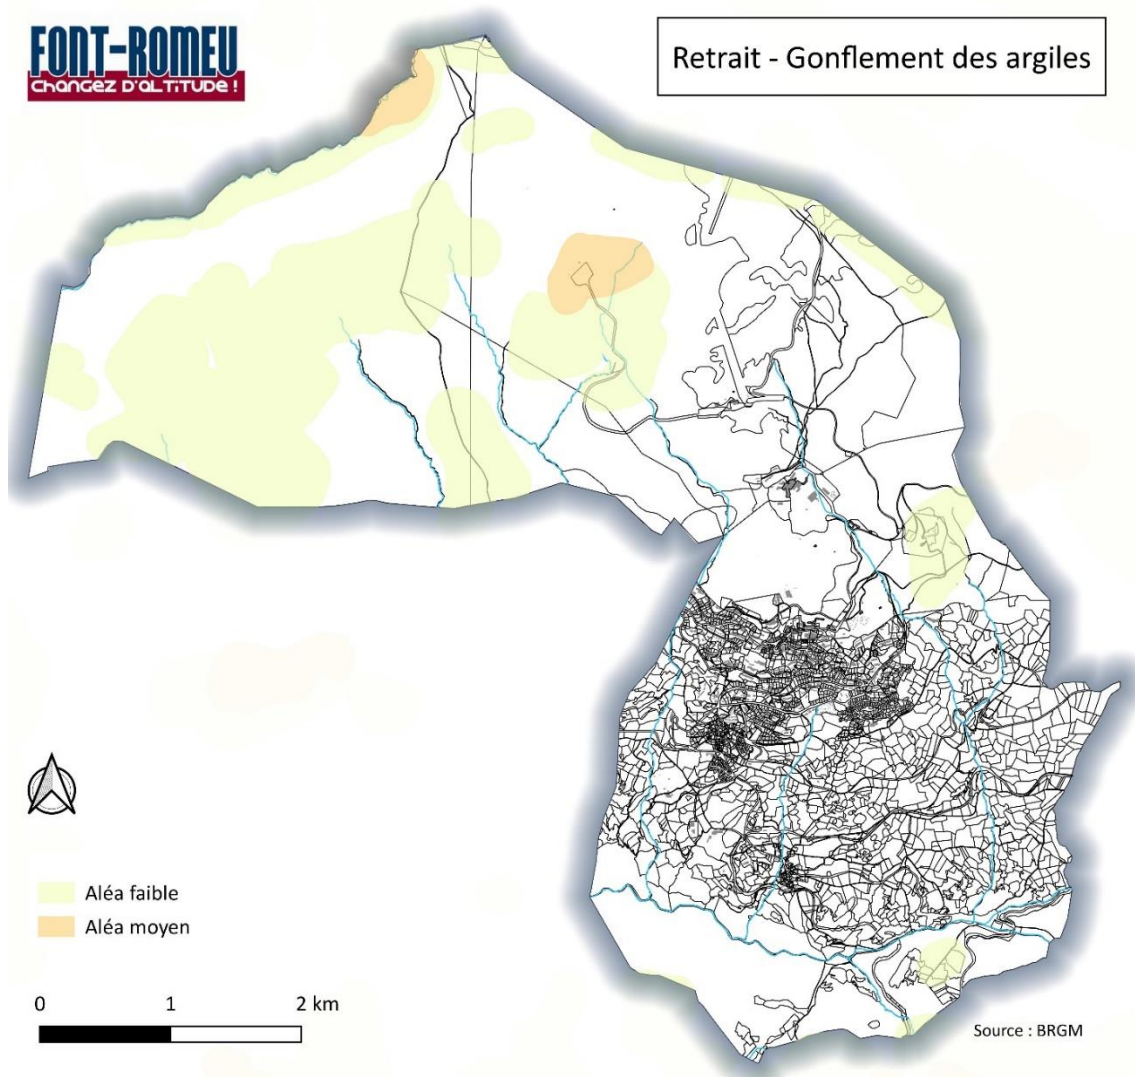 FONT-ROMEU
CHANGEZ D'ALTITUDE !
Retrait - Gonflement des argiles
Aléa faible
Aléa moyen
0 1 2 km
Source : BRGM